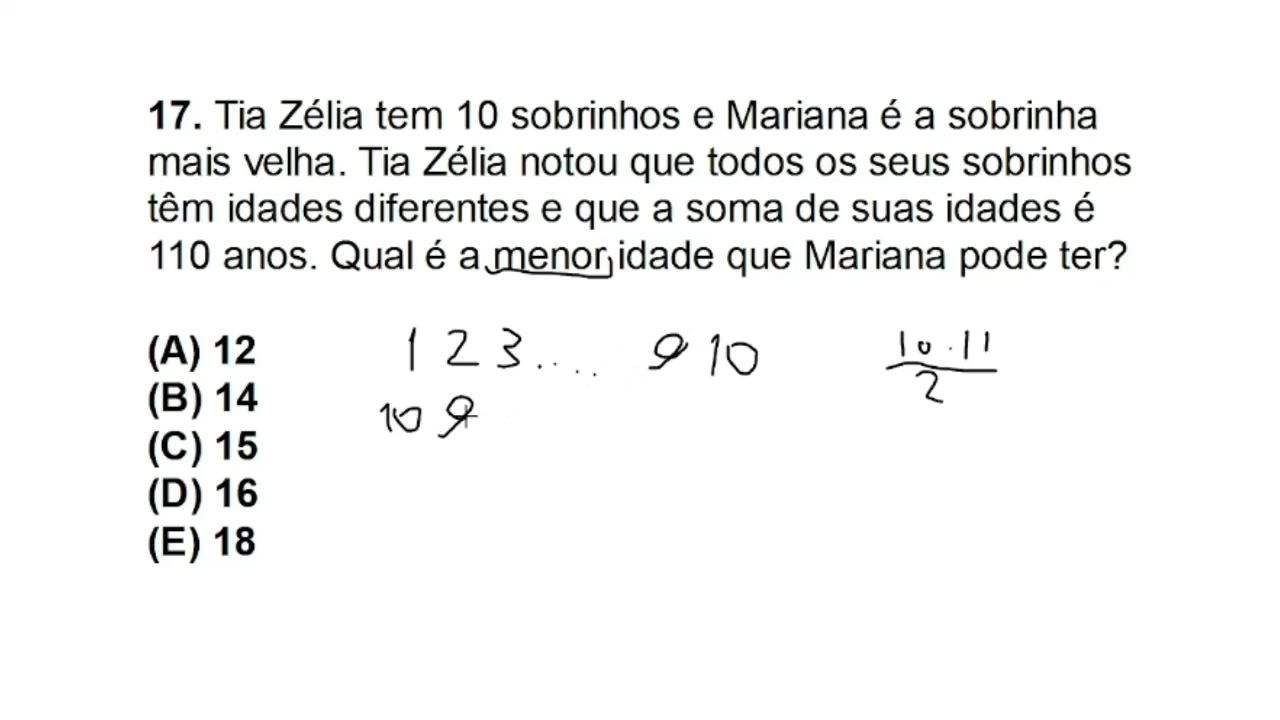 17. Tia Zélia tem 10 sobrinhos e Mariana é a sobrinha
mais velha. Tia Zélia notou que todos os seus sobrinhos
têm idades diferentes e que a soma de suas idades é
110 anos. Qual é a menor idade que Mariana pode ter?
(A) 12
(B) 14
(C) 15
(D) 16
(E) 18
1 2 3..... 9 10
10 9
10 . 11
2